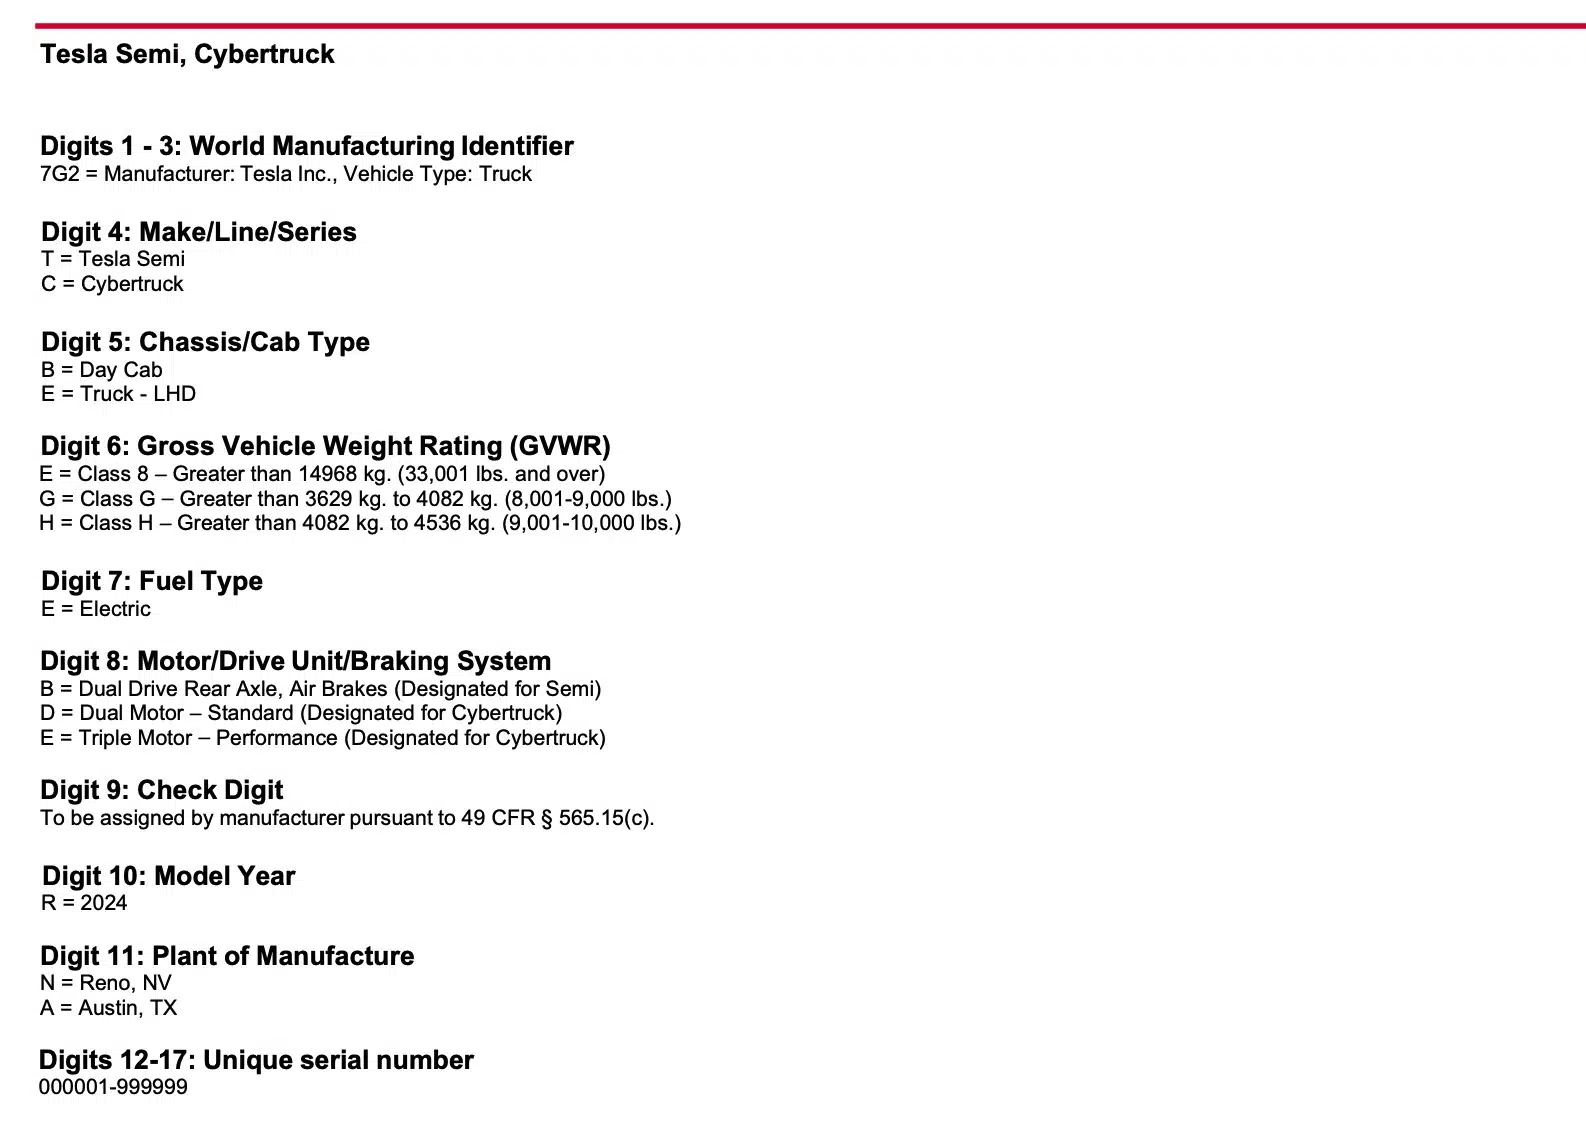 Tesla Semi, Cybertruck
Digits 1 - 3: World Manufacturing Identifier
7G2 = Manufacturer: Tesla Inc., Vehicle Type: Truck
Digit 4: Make/Line/Series
T = Tesla Semi
C = Cybertruck
Digit 5: Chassis/Cab Type
B = Day Cab
E = Truck - LHD
Digit 6: Gross Vehicle Weight Rating (GVWR)
E = Class 8 – Greater than 14968 kg. (33,001 lbs. and over)
G = Class G – Greater than 3629 kg. to 4082 kg. (8,001-9,000 lbs.)
H = Class H – Greater than 4082 kg. to 4536 kg. (9,001-10,000 lbs.)
Digit 7: Fuel Type
E = Electric
Digit 8: Motor/Drive Unit/Braking System
B = Dual Drive Rear Axle, Air Brakes (Designated for Semi)
D = Dual Motor – Standard (Designated for Cybertruck)
E = Triple Motor – Performance (Designated for Cybertruck)
Digit 9: Check Digit
To be assigned by manufacturer pursuant to 49 CFR § 565.15(c).
Digit 10: Model Year
R = 2024
Digit 11: Plant of Manufacture
N = Reno, NV
A = Austin, TX
Digits 12-17: Unique serial number
000001-999999